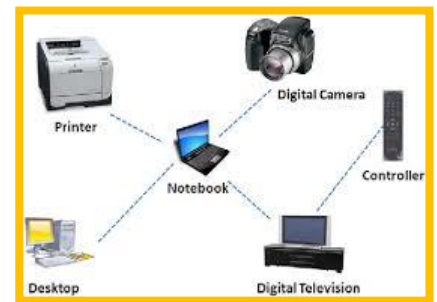 Digital Camera
Printer
Controller
Notebook
Desktop
Digital Television